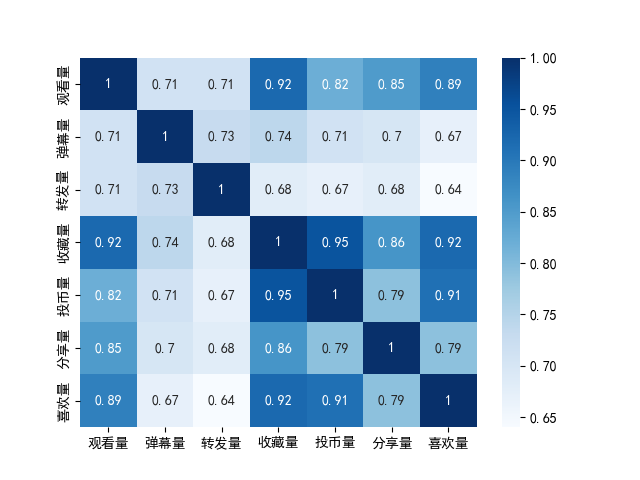 观看量 1 0.71 0.71 0.92 0.82 0.85 0.89
弹幕量 0.71 1 0.73 0.74 0.71 0.7 0.67
转发量 0.71 0.73 1 0.68 0.67 0.68 0.64
收藏量 0.92 0.74 0.68 1 0.95 0.86 0.92
投币量 0.82 0.71 0.67 0.95 1 0.79 0.91
分享量 0.85 0.7 0.68 0.86 0.79 1 0.79
喜欢量 0.89 0.67 0.64 0.92 0.91 0.79 1
观看量 弹幕量 转发量 收藏量 投币量 分享量 喜欢量
1.00
0.95
0.90
0.85
0.80
0.75
0.70
0.65